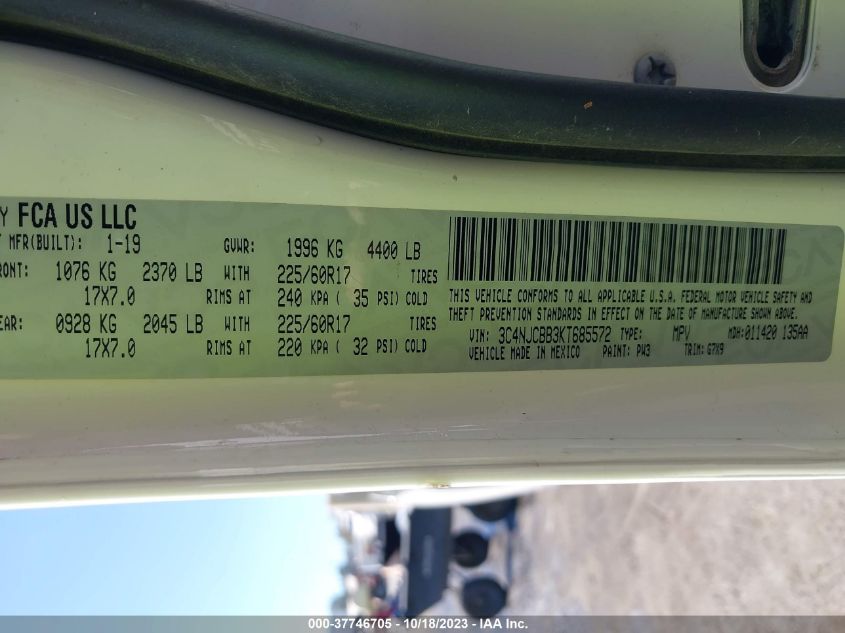 Y FCA US LLC
MFR(BUILT): 1-19 GVWR: 1996 KG 4400 LB
RONT: 1076 KG 2370 LB WITH 225/60R17 TIRES
17X7.0 RIMS AT 240 KPA ( 35 PSI) COLD
EAR: 0928 KG 2045 LB WITH 225/60R17 TIRES
17X7.0 RIMS AT 220 KPA ( 32 PSI) COLD
THIS VEHICLE CONFORMS TO ALL APPLICABLE U.S.A. FEDERAL MOTOR VEHICLE SAFETY AND
THEFT PREVENTION STANDARDS IN EFFECT ON THE DATE OF MANUFACTURE SHOWN ABOVE.
VIN: 3C4NJCBB3KT685572 TYPE: MPV MDH: 011420 135AA
VEHICLE MADE IN MEXICO PAINT: PW3 TRIM: G7X9
000-37746705 - 10/18/2023 - IAA Inc.